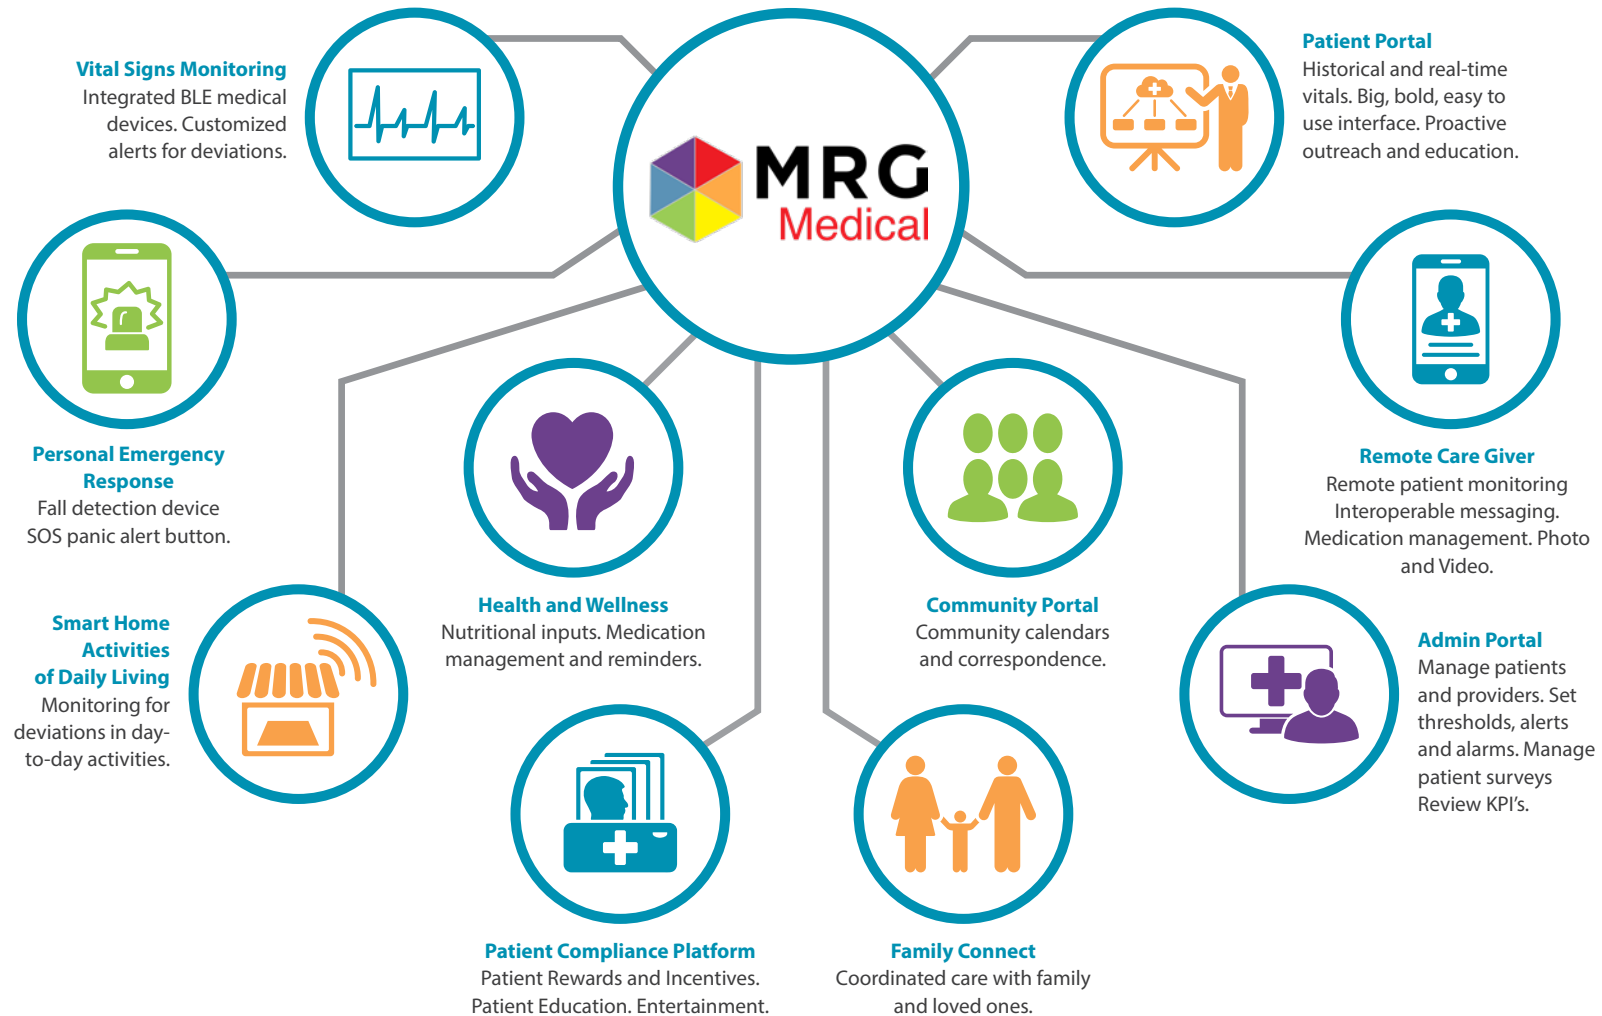 Vital Signs Monitoring
Integrated BLE medical
devices. Customized
alerts for deviations.
MRG
Medical
Patient Portal
Historical and real-time
vitals. Big, bold, easy to
use interface. Proactive
outreach and education.
Personal Emergency
Response
Fall detection device
SOS panic alert button.
Remote Care Giver
Remote patient monitoring
Interoperable messaging.
Medication management. Photo
and Video.
Smart Home
Activities
of Daily Living
Monitoring for
deviations in day-
to-day activities.
Health and Wellness
Nutritional inputs. Medication
management and reminders.
Community Portal
Community calendars
and correspondence.
Admin Portal
Manage patients
and providers. Set
thresholds, alerts
and alarms. Manage
patient surveys
Review KPI's.
Patient Compliance Platform
Patient Rewards and Incentives.
Patient Education. Entertainment.
Family Connect
Coordinated care with family
and loved ones.